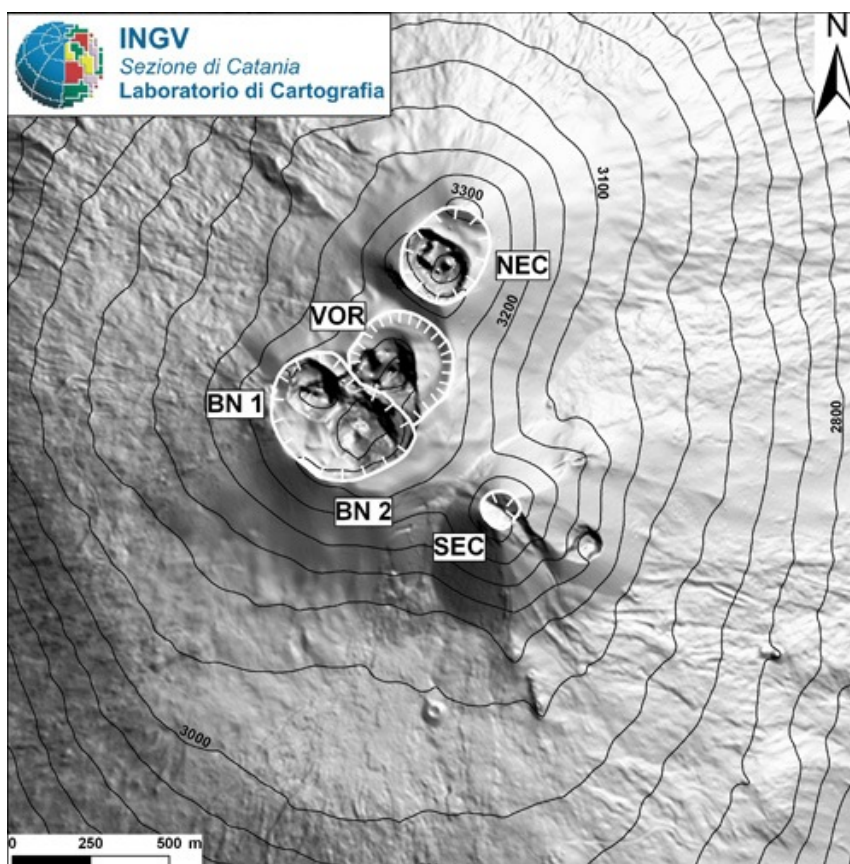 INGV
Sezione di Catania
Laboratorio di Cartografia
N
3300
3100
NEC
VOR
3200
BN 1
2800
BN 2
SEC
3000
0 250 500 m